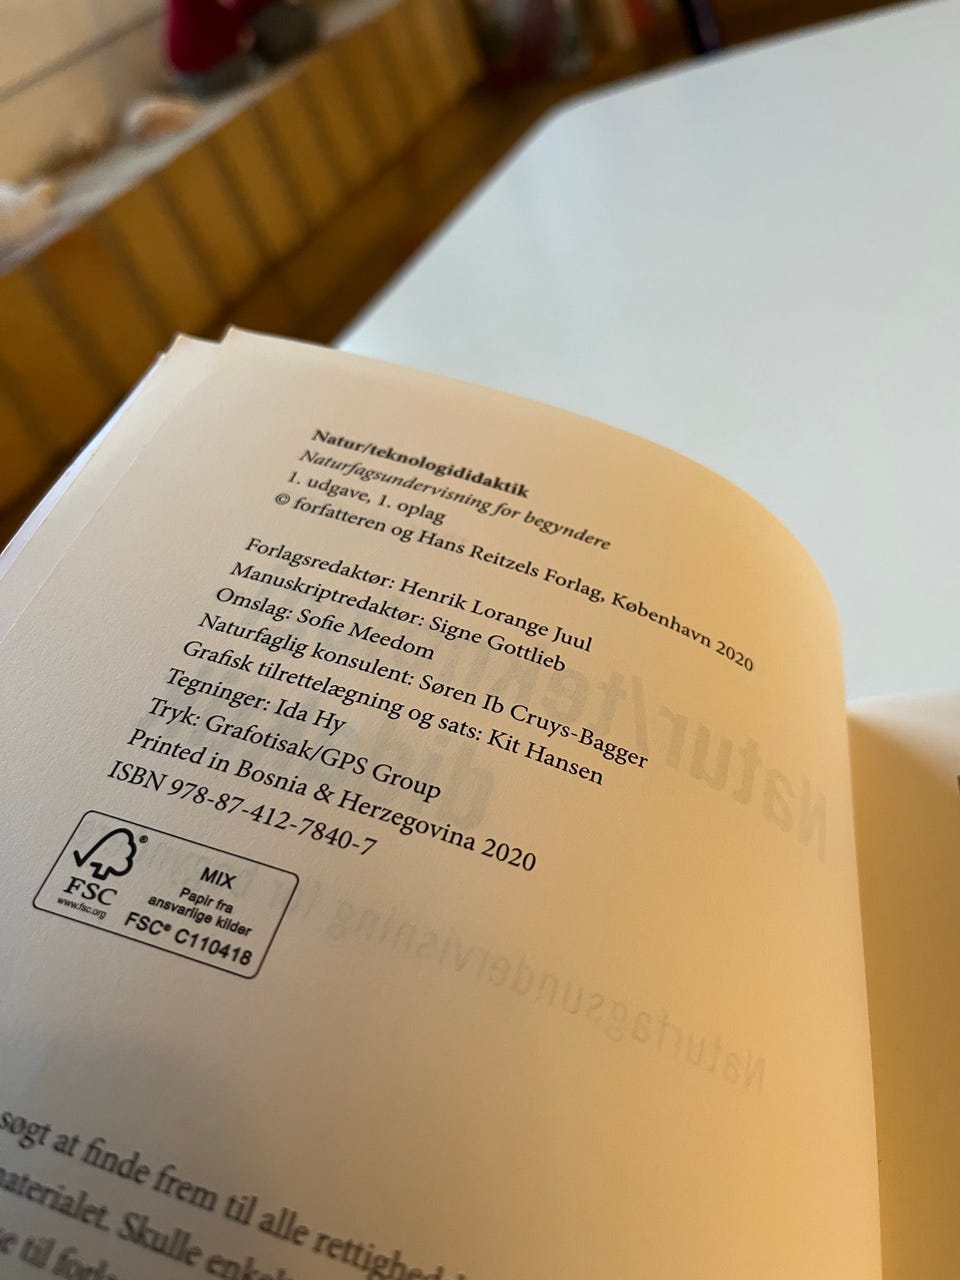 Natur/teknologididaktik
Naturfagsundervisning for begyndere
1. udgave, 1. oplag
© forfatteren og Hans Reitzels Forlag, København 2020
Forlagsredaktør: Henrik Lorange Juul
Manuskriptredaktør: Signe Gottlieb
Omslag: Sofie Meedom
Naturfaglig konsulent: Søren Ib Cruys-Bagger
Grafisk tilrettelægning og sats: Kit Hansen
Tegninger: Ida Hy
Tryk: Grafotisak/GPS Group
Printed in Bosnia & Herzegovina 2020
ISBN 978-87-412-7840-7
® MIX
FSC Papir fra
www.fsc.org ansvarlige kilder
FSC® C110418
søgt at finde frem til alle
materialet. Skulle
til